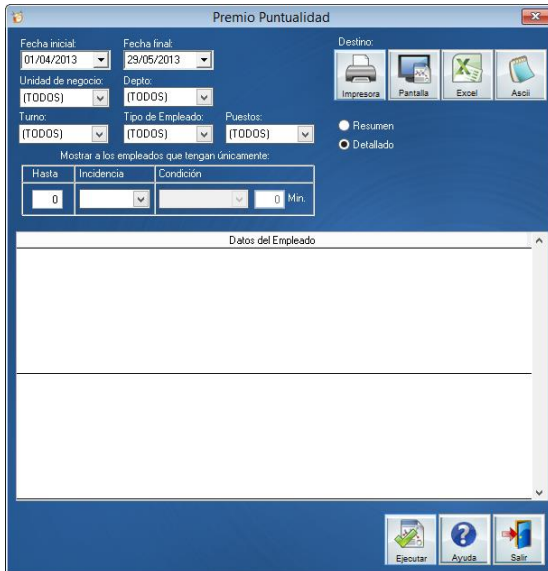 Premio Puntualidad
Fecha inicial: Fecha final: Destino:
01/04/2013 29/05/2013
Impresora Pantalla Excel Ascii
Unidad de negocio: Depto:
(TODOS) (TODOS)
Turno: Tipo de Empleado: Puestos:
(TODOS) (TODOS) (TODOS)
Resumen
Detallado
Mostrar a los empleados que tengan únicamente:
Hasta Incidencia Condición
0 0 Min.
Datos del Empleado
Ejecutar Ayuda Salir